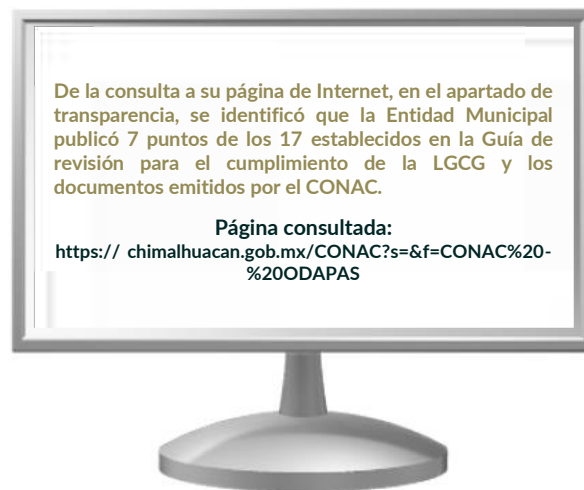 De la consulta a su página de Internet, en el apartado de
transparencia, se identificó que la Entidad Municipal
publicó 7 puntos de los 17 establecidos en la Guía de
revisión para el cumplimiento de la LGCG y los
documentos emitidos por el CONAC.
Página consultada:
https:// chimalhuacan.gob.mx/CONAC?s=&f=CONAC%20-
%20ODAPAS